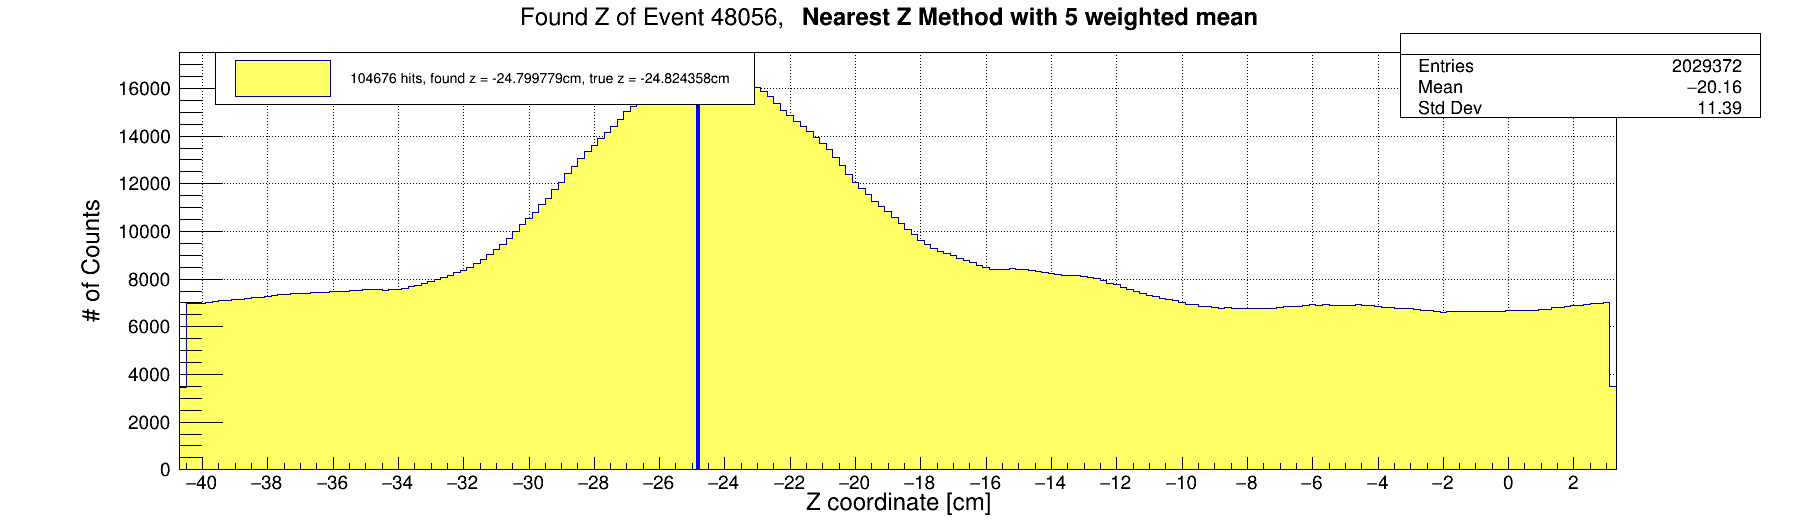 Found Z of Event 48056, Nearest Z Method with 5 weighted mean
104676 hits, found z = -24.799779cm, true z = -24.824358cm
Entries 2029372
Mean −20.16
Std Dev 11.39
# of Counts
16000
14000
12000
10000
8000
6000
4000
2000
0
−40 −38 −36 −34 −32 −30 −28 −26 −24 −22 −20 −18 −16 −14 −12 −10 −8 −6 −4 −2 0 2
Z coordinate [cm]